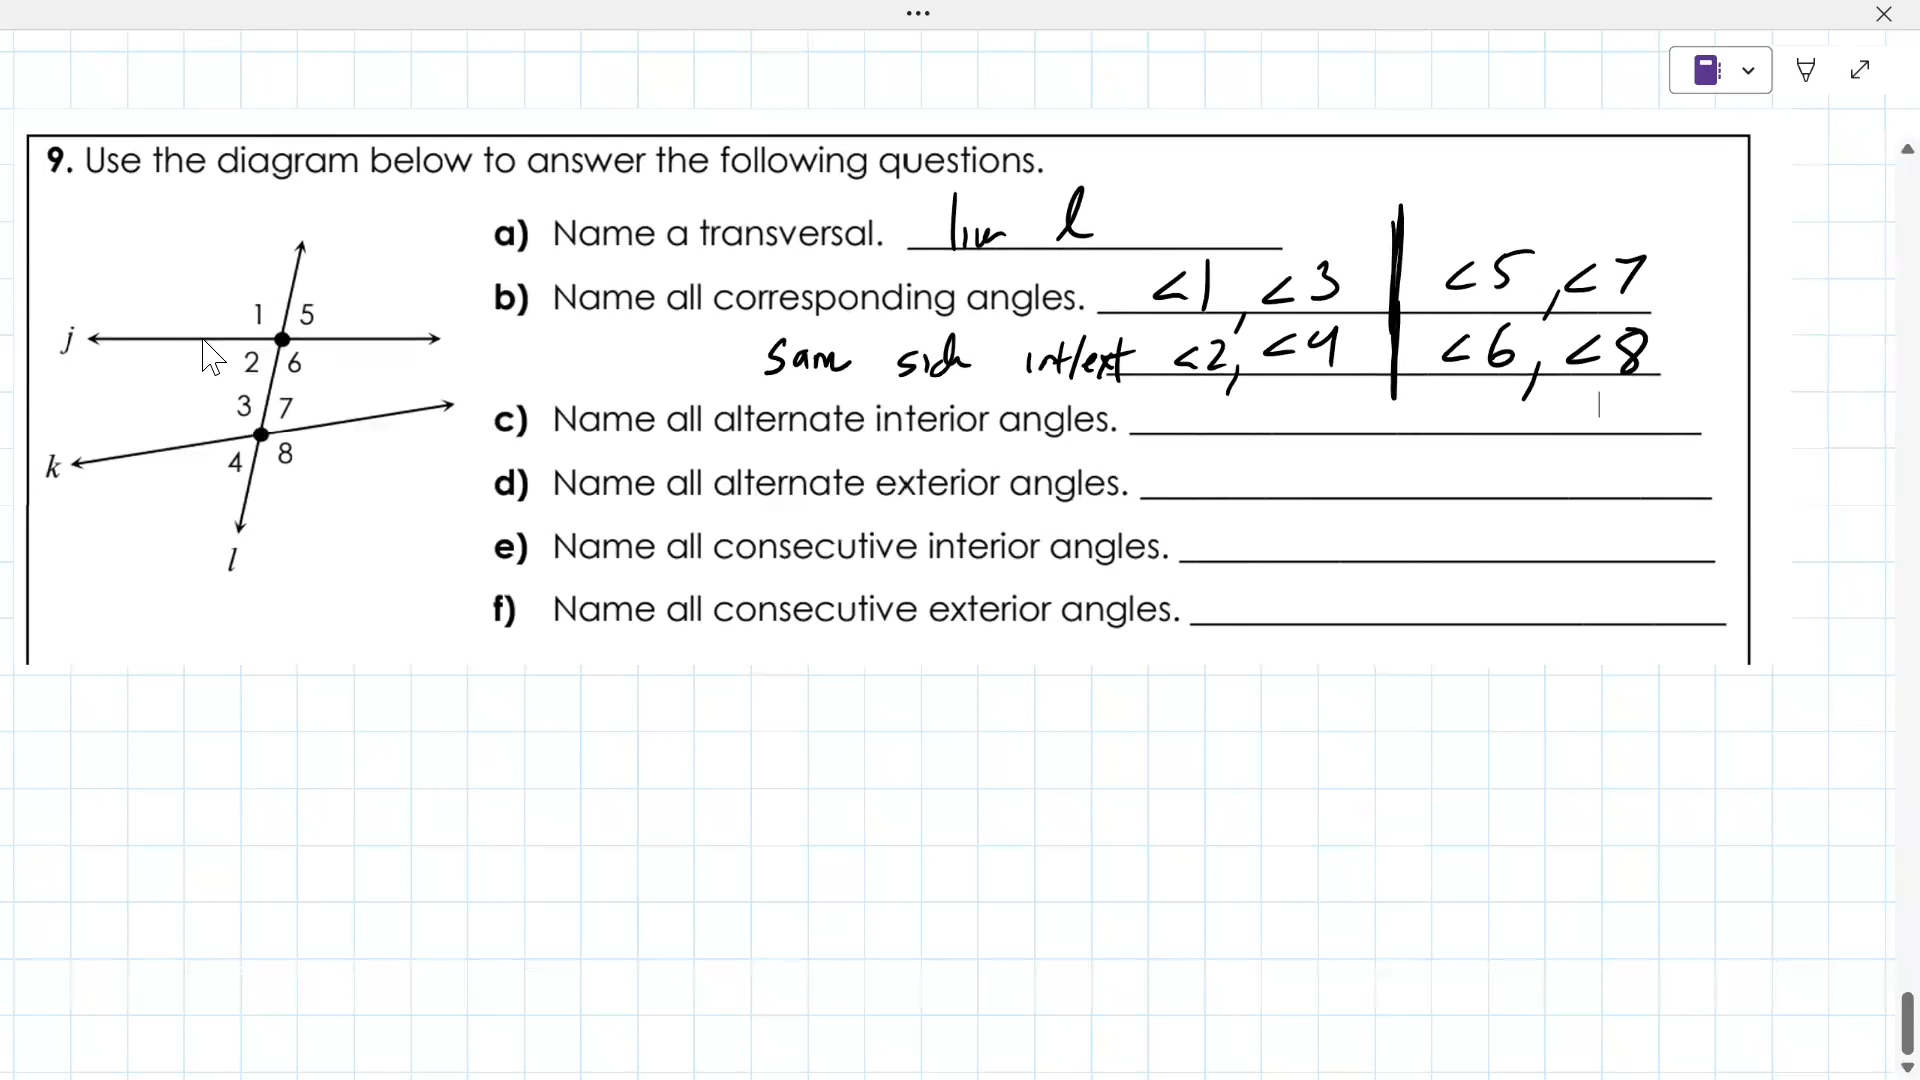 9. Use the diagram below to answer the following questions.
a) Name a transversal. line l
b) Name all corresponding angles. <1, <3 | <5, <7
same side int/ext <2, <4 | <6, <8
c) Name all alternate interior angles.
d) Name all alternate exterior angles.
e) Name all consecutive interior angles.
f) Name all consecutive exterior angles.
1 5
j
2 6
3 7
k
4 8
l